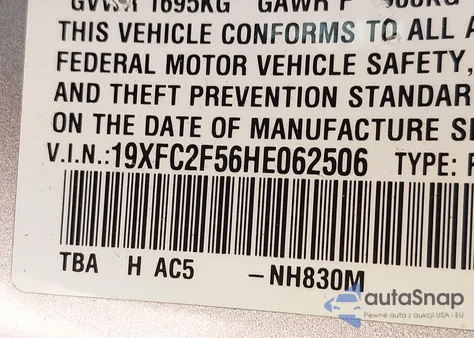 1695KG GAWR F
THIS VEHICLE CONFORMS TO ALL A
FEDERAL MOTOR VEHICLE SAFETY,
AND THEFT PREVENTION STANDAR
ON THE DATE OF MANUFACTURE S
V.I.N.:19XFC2F56HE062506 TYPE:
TBA H AC5 -NH830M
autoSnap
Pewne auta z aukcji USA i EU